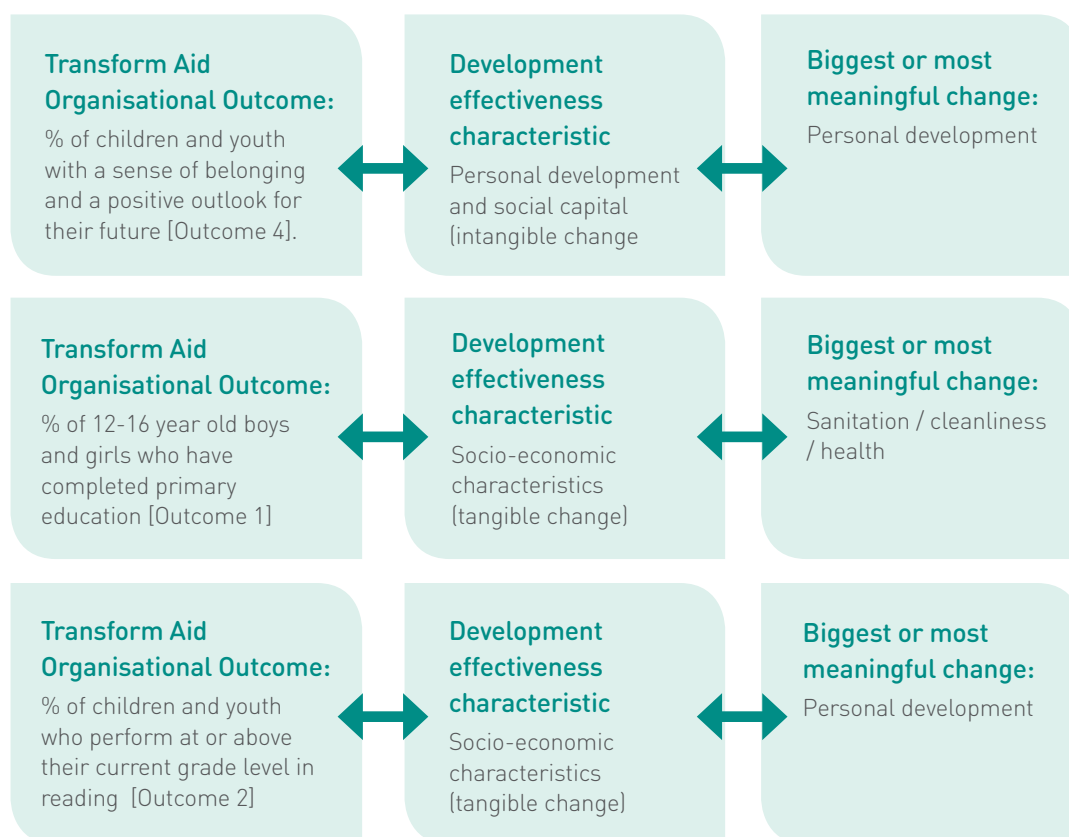 Transform Aid
Organisational Outcome:
% of children and youth
with a sense of belonging
and a positive outlook for
their future [Outcome 4].
Development
effectiveness
characteristic
Personal development
and social capital
(intangible change
Biggest or most
meaningful change:
Personal development
Transform Aid
Organisational Outcome:
% of 12-16 year old boys
and girls who have
completed primary
education [Outcome 1]
Development
effectiveness
characteristic
Socio-economic
characteristics
(tangible change)
Biggest or most
meaningful change:
Sanitation / cleanliness
/ health
Transform Aid
Organisational Outcome:
% of children and youth
who perform at or above
their current grade level in
reading [Outcome 2]
Development
effectiveness
characteristic
Socio-economic
characteristics
(tangible change)
Biggest or most
meaningful change:
Personal development